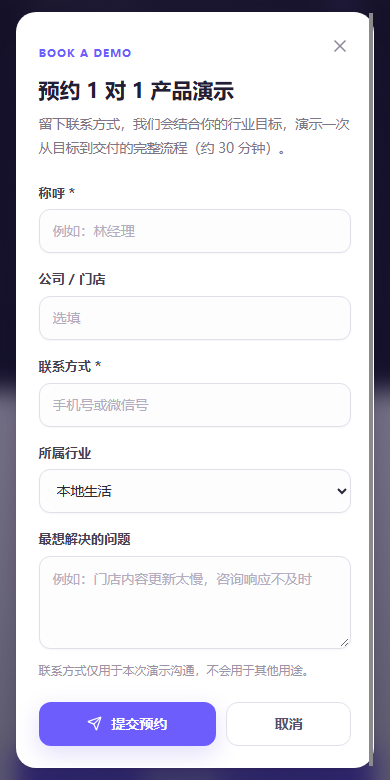 BOOK A DEMO
预约 1 对 1 产品演示
留下联系方式，我们会结合你的行业目标，演示一次
从目标到交付的完整流程（约 30 分钟）。
称呼 *
例如：林经理
公司 / 门店
选填
联系方式 *
手机号或微信号
所属行业
本地生活
最想解决的问题
例如：门店内容更新太慢，咨询响应不及时
联系方式仅用于本次演示沟通，不会用于其他用途。
提交预约
取消